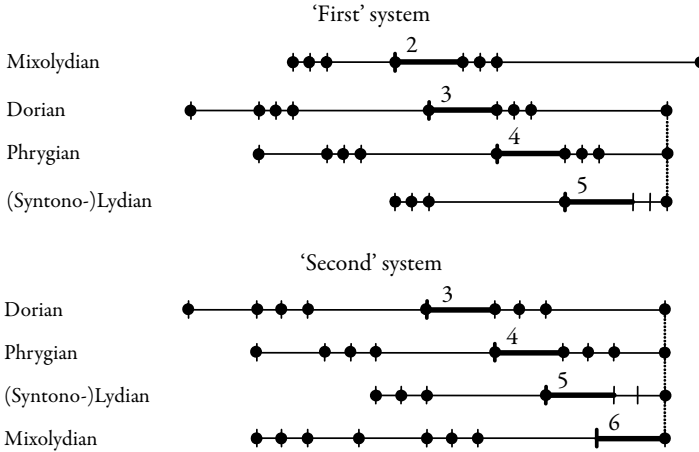 ‘First’ system
Mixolydian 2
Dorian 3
Phrygian 4
(Syntono-)Lydian 5
‘Second’ system
Dorian 3
Phrygian 4
(Syntono-)Lydian 5
Mixolydian 6